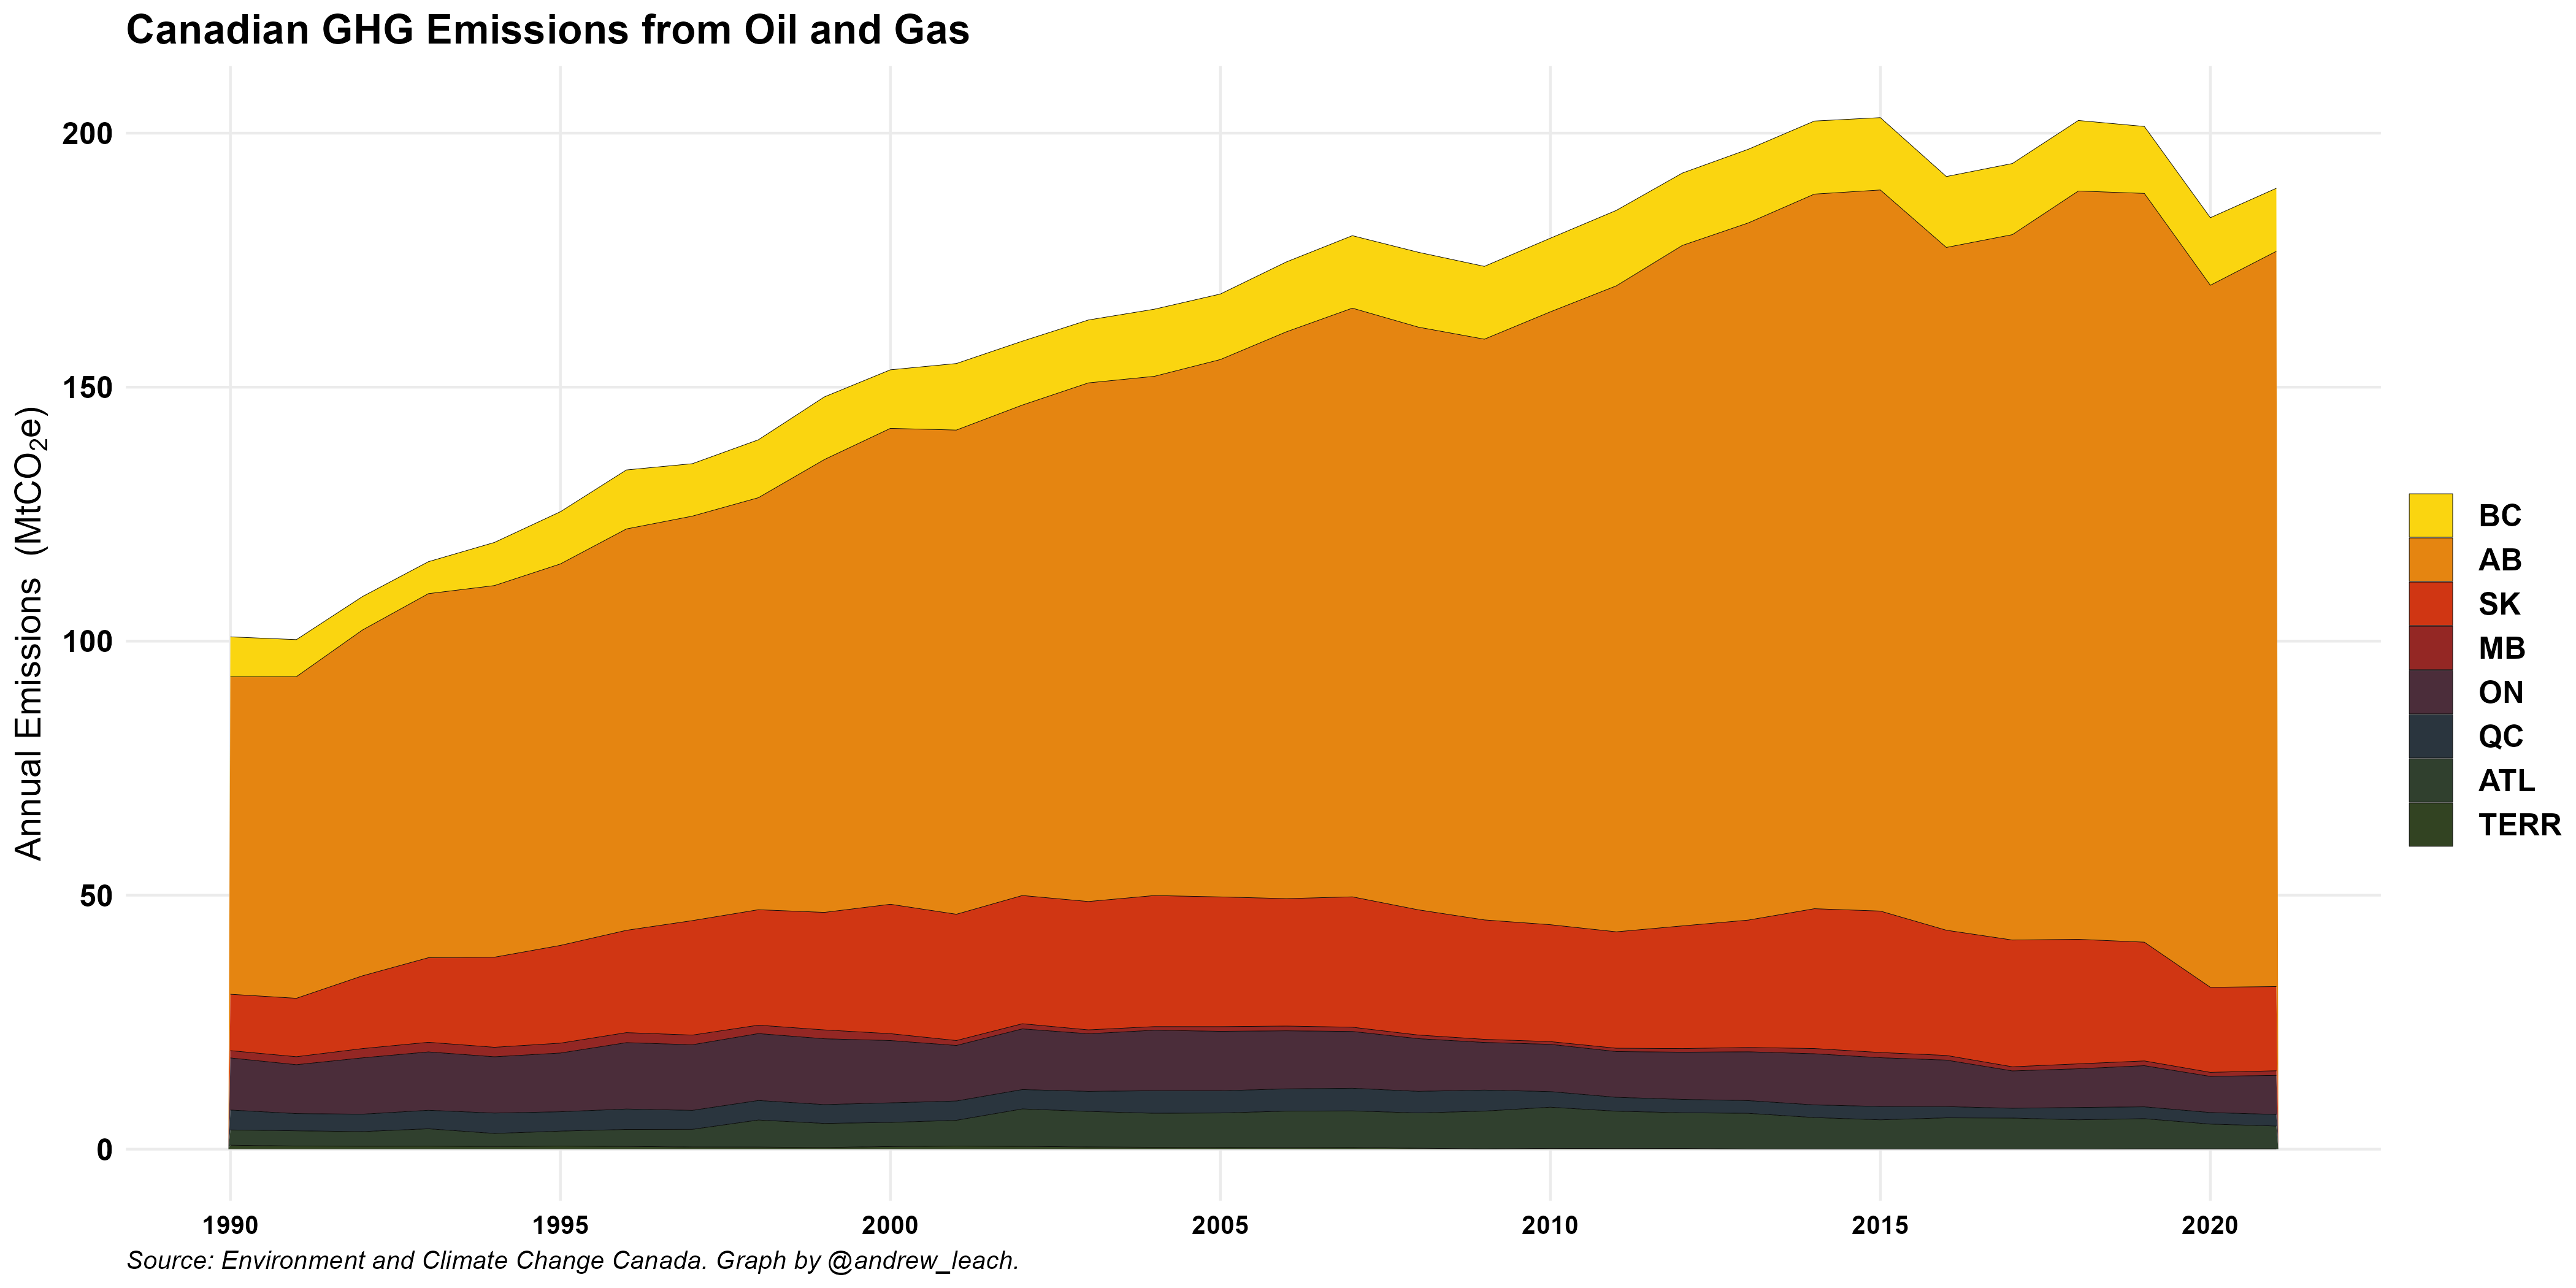 Canadian GHG Emissions from Oil and Gas
Annual Emissions (MtCO₂e)
200
150
100
50
0
1990 1995 2000 2005 2010 2015 2020
BC
AB
SK
MB
ON
QC
ATL
TERR
Source: Environment and Climate Change Canada. Graph by @andrew_leach.